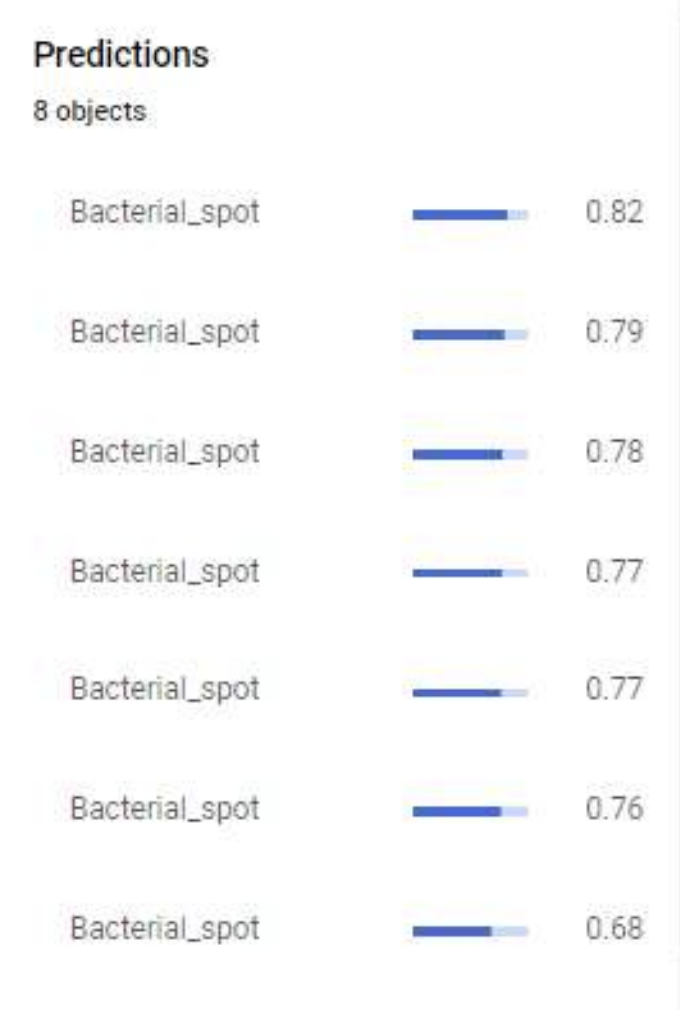 Predictions
8 objects
Bacterial_spot 0.82
Bacterial_spot 0.79
Bacterial_spot 0.78
Bacterial_spot 0.77
Bacterial_spot 0.77
Bacterial_spot 0.76
Bacterial_spot 0.68